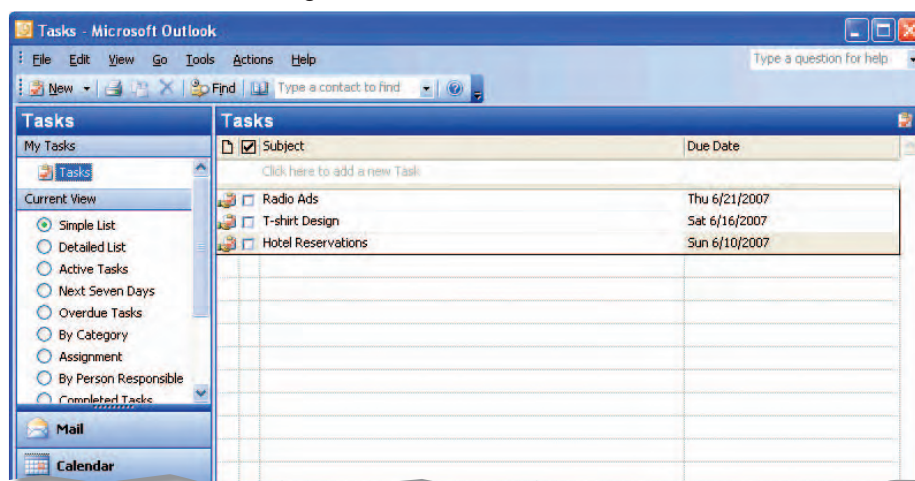 Tasks - Microsoft Outlook
File Edit View Go Tools Actions Help Type a question for help
New Find Type a contact to find
Tasks Tasks
My Tasks Subject Due Date
Tasks Click here to add a new Task
Current View Radio Ads Thu 6/21/2007
Simple List T-shirt Design Sat 6/16/2007
Detailed List Hotel Reservations Sun 6/10/2007
Active Tasks
Next Seven Days
Overdue Tasks
By Category
Assignment
By Person Responsible
Completed Tasks
Mail
Calendar